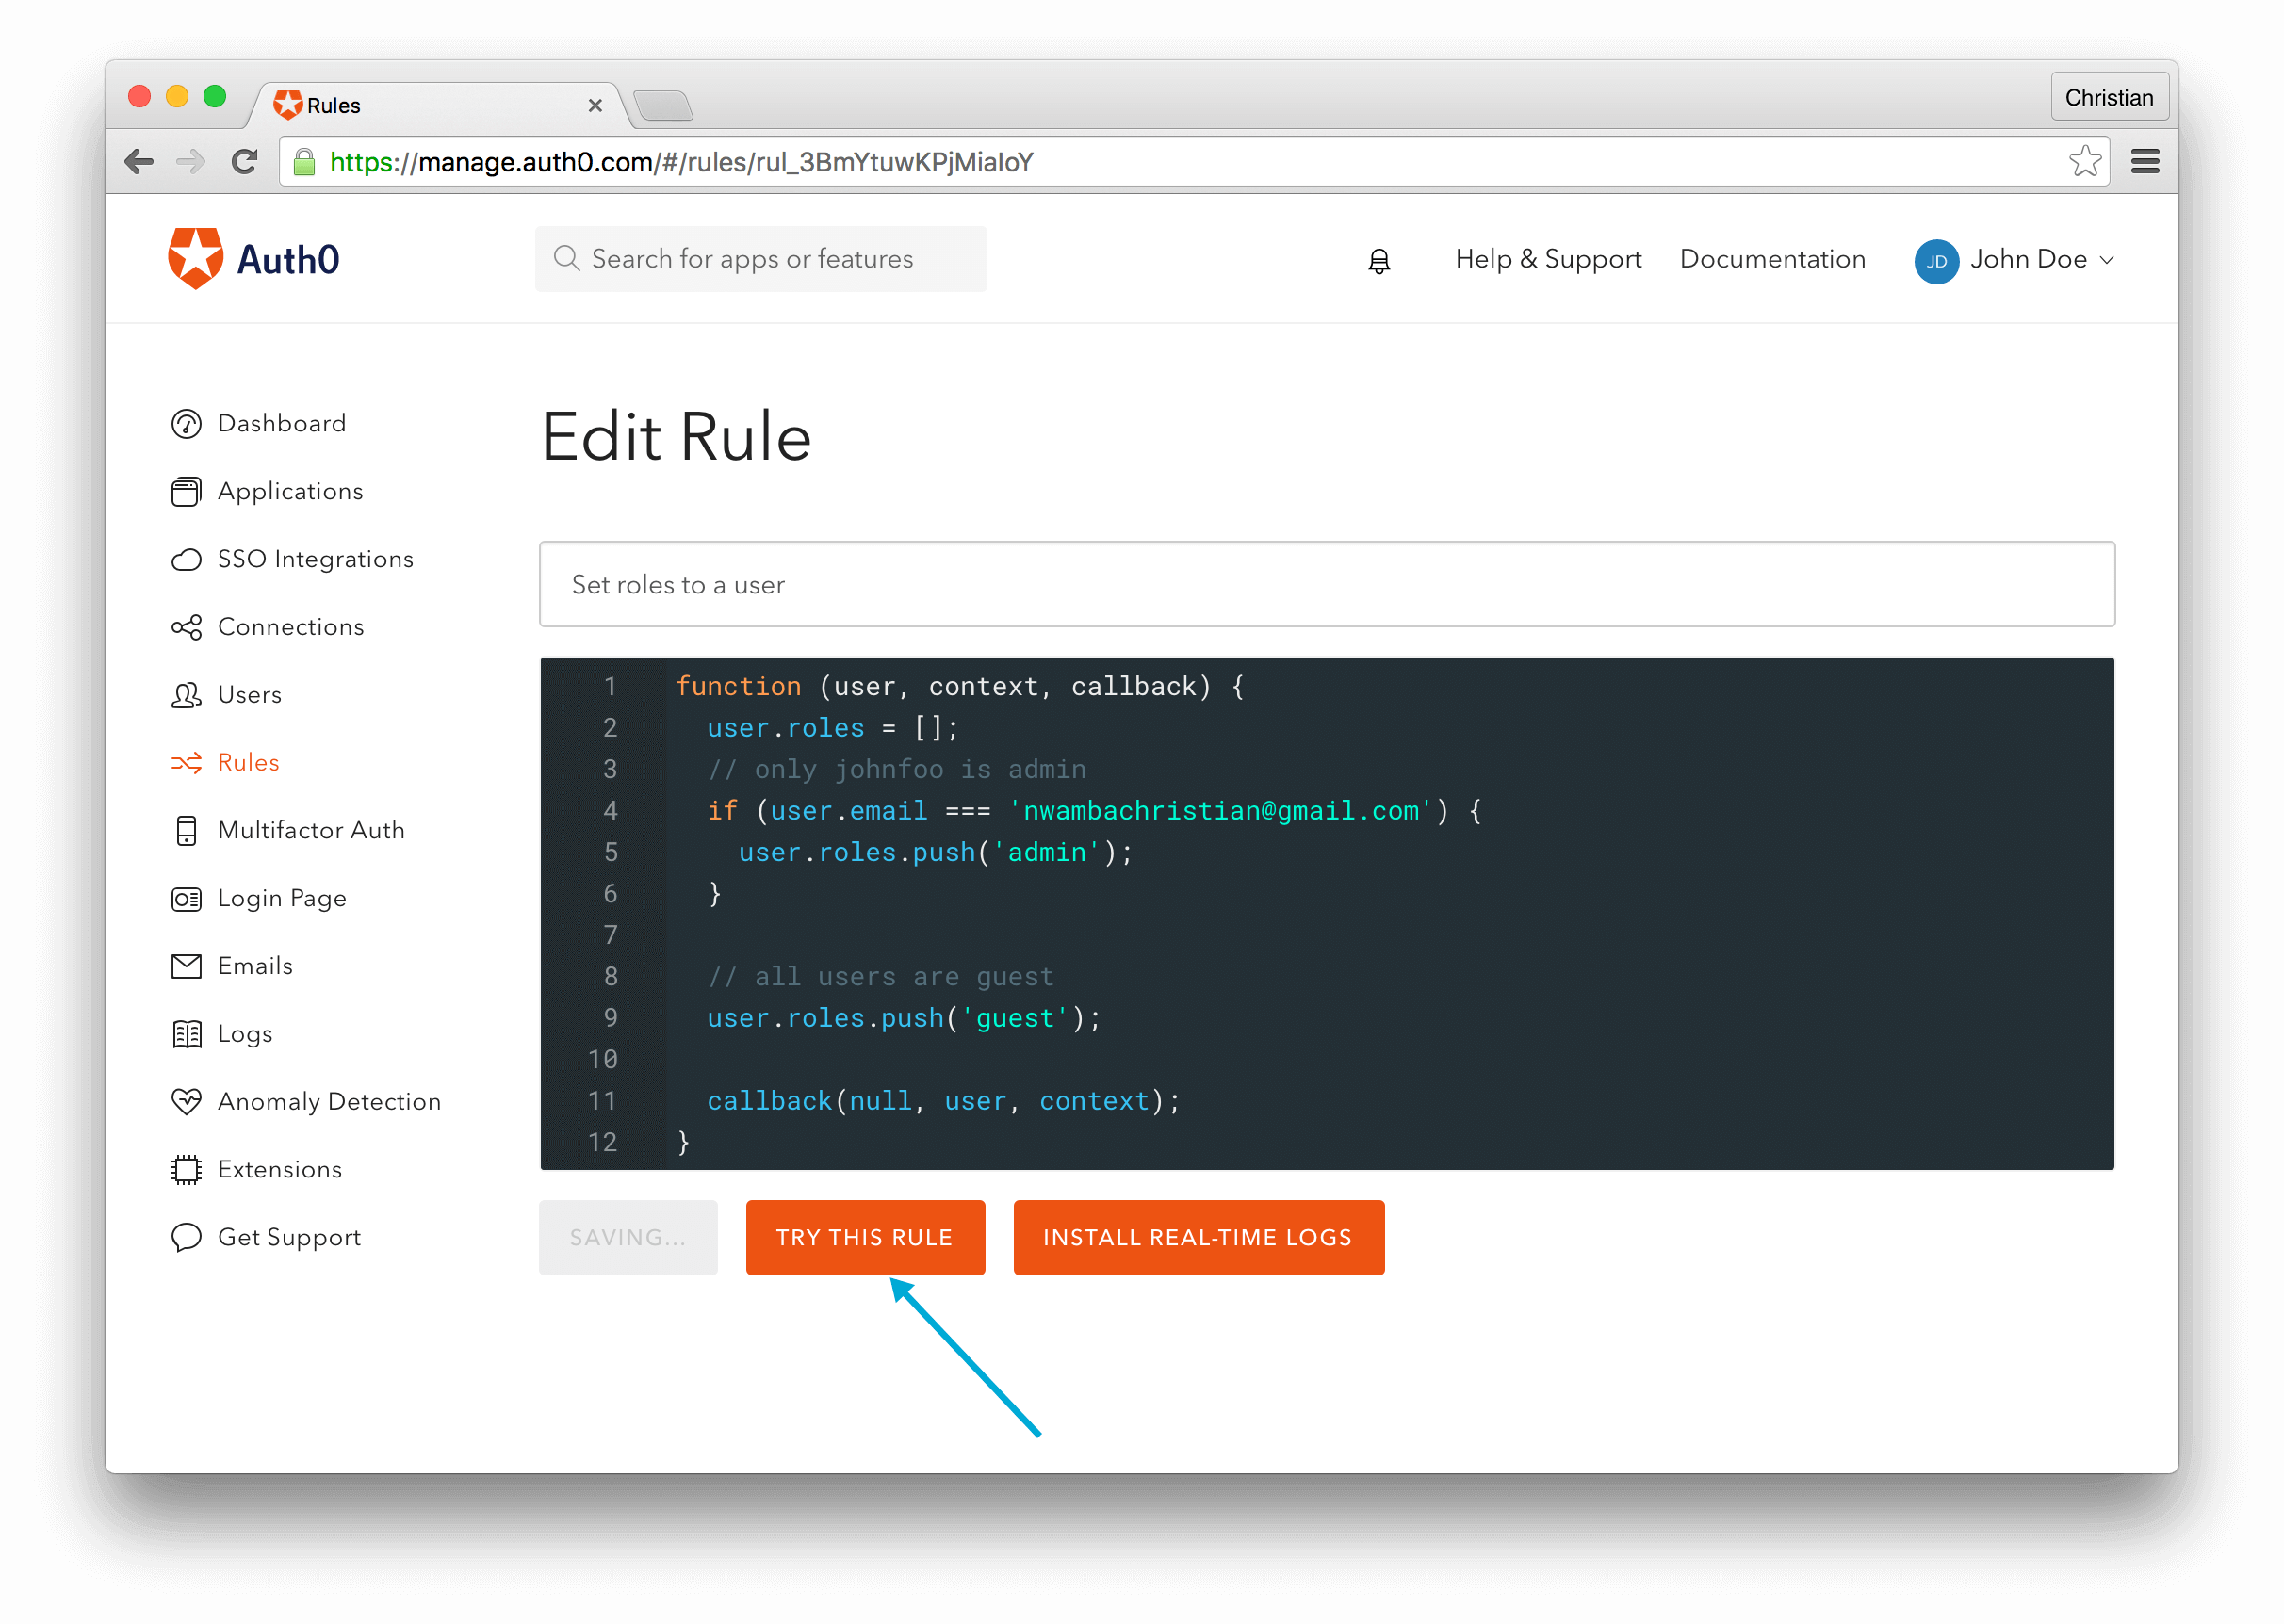 Rules
Christian
https://manage.auth0.com/#/rules/rul_3BmYtuwKPjMiaIoY
Auth0
Search for apps or features
Help & Support
Documentation
JD
John Doe
Dashboard
Applications
SSO Integrations
Connections
Users
Rules
Multifactor Auth
Login Page
Emails
Logs
Anomaly Detection
Extensions
Get Support
Edit Rule
Set roles to a user
1 function (user, context, callback) {
2 user.roles = [];
3 // only johnfoo is admin
4 if (user.email === 'nwambachristian@gmail.com') {
5 user.roles.push('admin');
6 }
7
8 // all users are guest
9 user.roles.push('guest');
10
11 callback(null, user, context);
12 }
SAVING...
TRY THIS RULE
INSTALL REAL-TIME LOGS